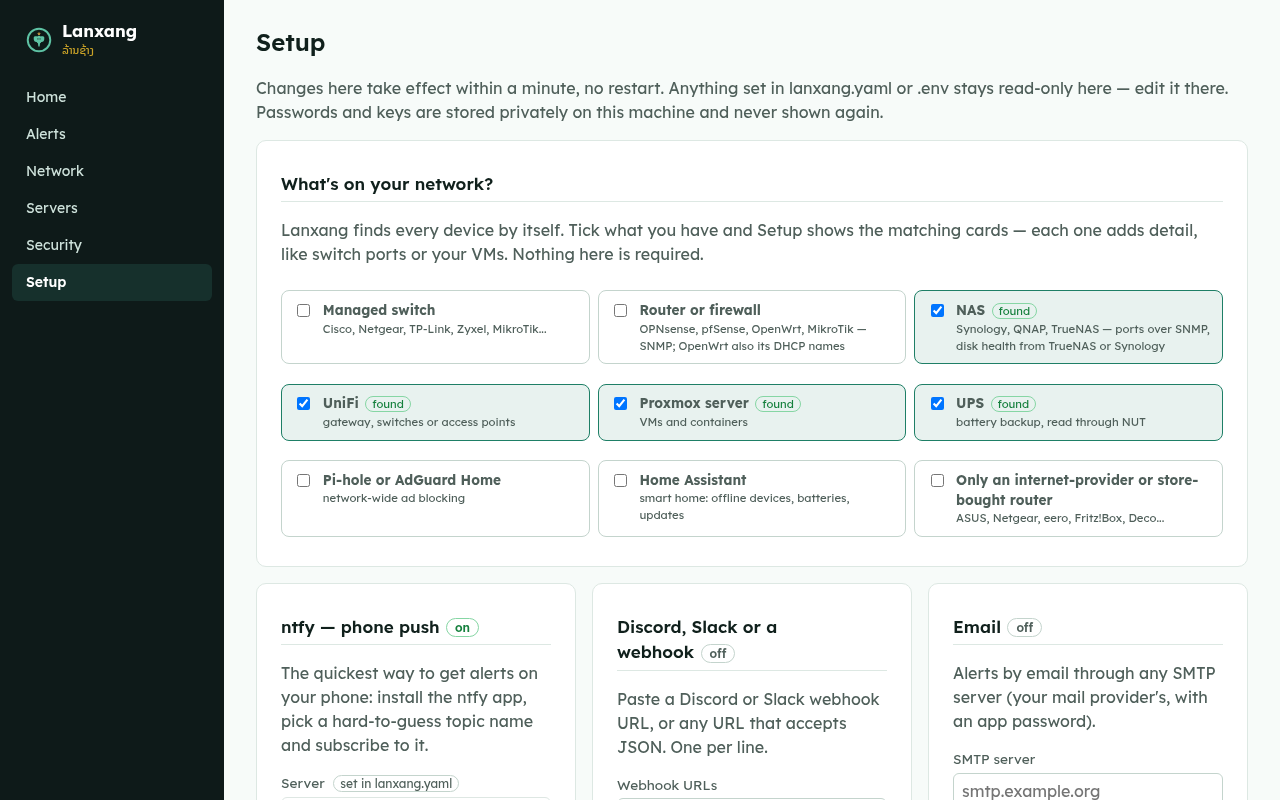 Lanxang
ລ້ານຊ້າງ
Home
Alerts
Network
Servers
Security
Setup
Setup
Changes here take effect within a minute, no restart. Anything set in lanxang.yaml or .env stays read-only here — edit it there.
Passwords and keys are stored privately on this machine and never shown again.
What's on your network?
Lanxang finds every device by itself. Tick what you have and Setup shows the matching cards — each one adds detail,
like switch ports or your VMs. Nothing here is required.
Managed switch
Cisco, Netgear, TP-Link, Zyxel, MikroTik…
Router or firewall
OPNsense, pfSense, OpenWrt, MikroTik —
SNMP; OpenWrt also its DHCP names
NAS found
Synology, QNAP, TrueNAS — ports over SNMP,
disk health from TrueNAS or Synology
UniFi found
gateway, switches or access points
Proxmox server found
VMs and containers
UPS found
battery backup, read through NUT
Pi-hole or AdGuard Home
network-wide ad blocking
Home Assistant
smart home: offline devices, batteries,
updates
Only an internet-provider or store-
bought router
ASUS, Netgear, eero, Fritz!Box, Deco…
ntfy — phone push on
The quickest way to get alerts on
your phone: install the ntfy app,
pick a hard-to-guess topic name
and subscribe to it.
Server set in lanxang.yaml
Discord, Slack or a
webhook off
Paste a Discord or Slack webhook
URL, or any URL that accepts
JSON. One per line.
Webhook URLs
Email off
Alerts by email through any SMTP
server (your mail provider's, with
an app password).
SMTP server
smtp.example.org